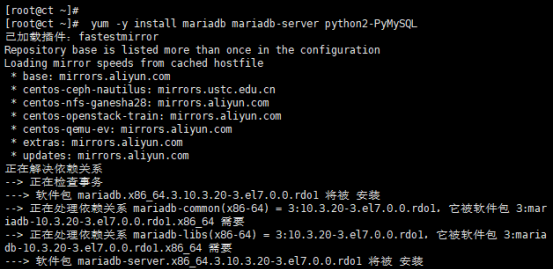 [root@ct ~]#
[root@ct ~]#  yum -y install mariadb mariadb-server python2-PyMySQL
已加载插件：fastestmirror
Repository base is listed more than once in the configuration
Loading mirror speeds from cached hostfile
 * base: mirrors.aliyun.com
 * centos-ceph-nautilus: mirrors.ustc.edu.cn
 * centos-nfs-ganesha28: mirrors.aliyun.com
 * centos-openstack-train: mirrors.aliyun.com
 * centos-qemu-ev: mirrors.aliyun.com
 * extras: mirrors.aliyun.com
 * updates: mirrors.aliyun.com
正在解决依赖关系
--> 正在检查事务
---> 软件包 mariadb.x86_64.3.10.3.20-3.el7.0.0.rdo1 将被 安装
--> 正在处理依赖关系 mariadb-common(x86-64) = 3:10.3.20-3.el7.0.0.rdo1，它被软件包 3:mar
iadb-10.3.20-3.el7.0.0.rdo1.x86_64 需要
--> 正在处理依赖关系 mariadb-libs(x86-64) = 3:10.3.20-3.el7.0.0.rdo1，它被软件包 3:maria
db-10.3.20-3.el7.0.0.rdo1.x86_64 需要
---> 软件包 mariadb-server.x86_64.3.10.3.20-3.el7.0.0.rdo1 将被 安装